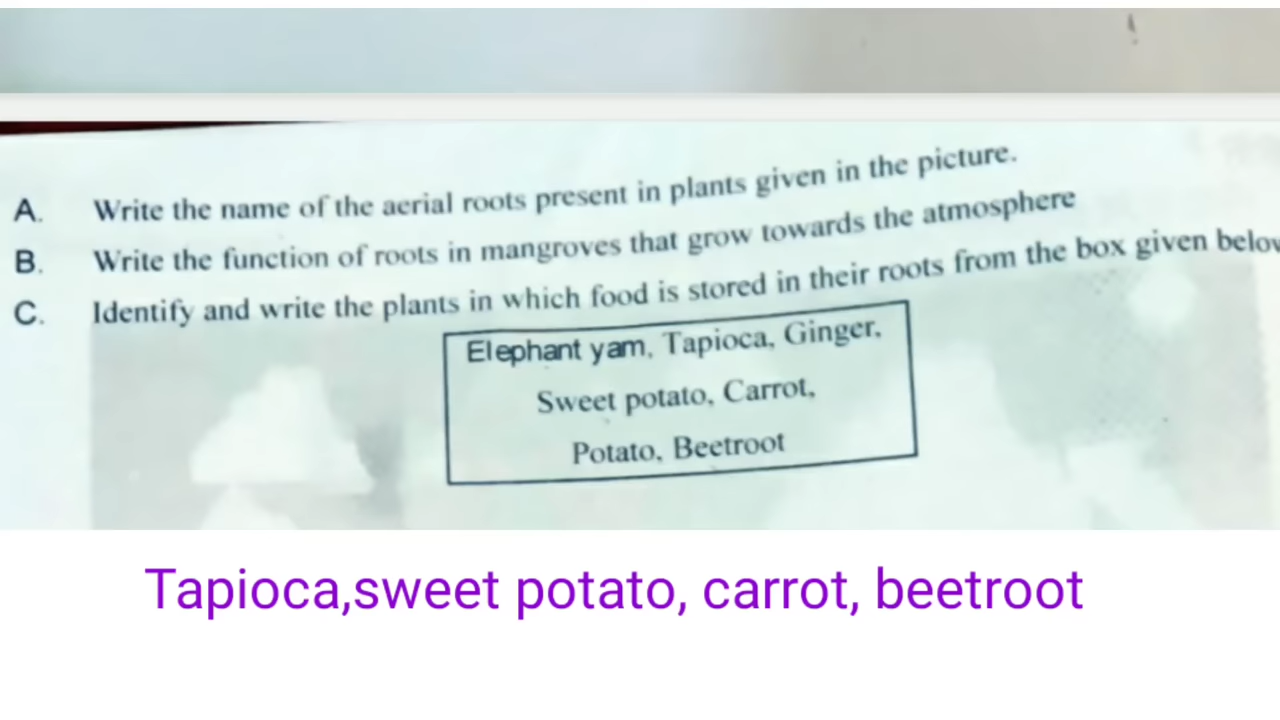 A. Write the name of the aerial roots present in plants given in the picture.
B. Write the function of roots in mangroves that grow towards the atmosphere
C. Identify and write the plants in which food is stored in their roots from the box given below
Elephant yam, Tapioca, Ginger,
Sweet potato, Carrot,
Potato, Beetroot
Tapioca,sweet potato, carrot, beetroot